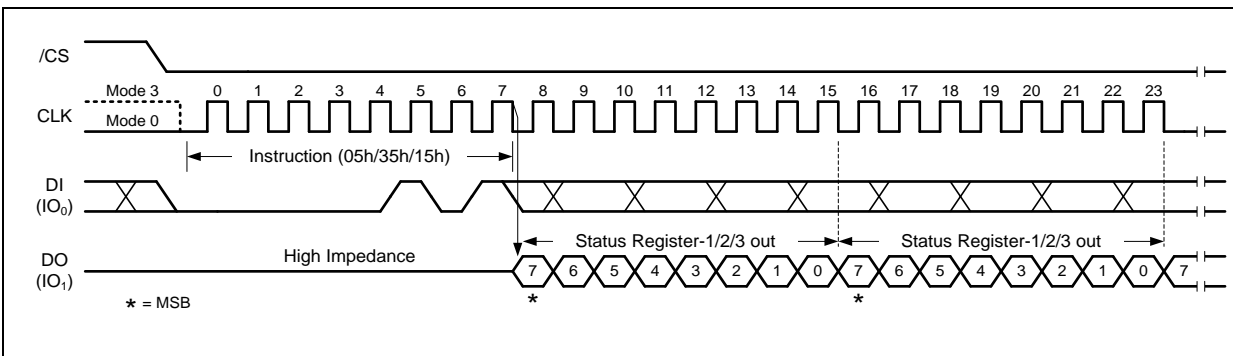 /CS
Mode 3 0 1 2 3 4 5 6 7 8 9 10 11 12 13 14 15 16 17 18 19 20 21 22 23
CLK
Mode 0
Instruction (05h/35h/15h)
DI
(IO₀)
Status Register-1/2/3 out Status Register-1/2/3 out
DO High Impedance 7 6 5 4 3 2 1 0 7 6 5 4 3 2 1 0 7
(IO₁)
* *
* = MSB